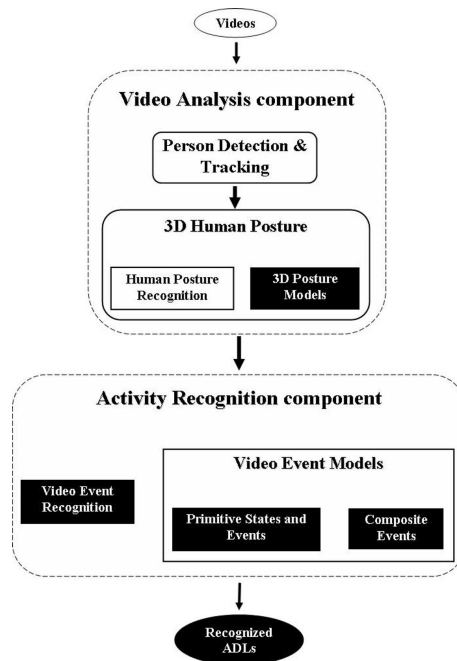 Videos
Video Analysis component
Person Detection &
Tracking
3D Human Posture
Human Posture
Recognition
3D Posture
Models
Activity Recognition component
Video Event Models
Video Event
Recognition
Primitive States and
Events
Composite
Events
Recognized
ADLs